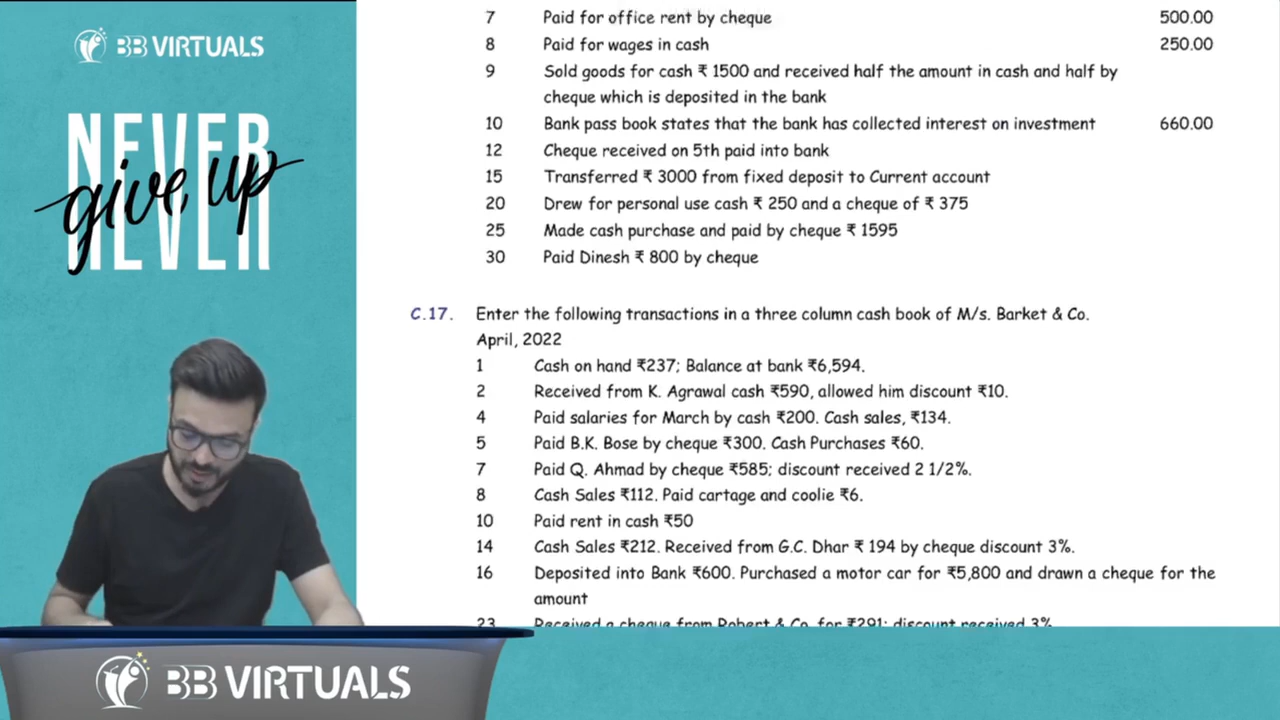 BB VIRTUALS
NEVER
give up
NEVER
7 Paid for office rent by cheque 500.00
8 Paid for wages in cash 250.00
9 Sold goods for cash ₹ 1500 and received half the amount in cash and half by
cheque which is deposited in the bank
10 Bank pass book states that the bank has collected interest on investment 660.00
12 Cheque received on 5th paid into bank
15 Transferred ₹ 3000 from fixed deposit to Current account
20 Drew for personal use cash ₹ 250 and a cheque of ₹ 375
25 Made cash purchase and paid by cheque ₹ 1595
30 Paid Dinesh ₹ 800 by cheque
C.17. Enter the following transactions in a three column cash book of M/s. Barket & Co.
April, 2022
1 Cash on hand ₹237; Balance at bank ₹6,594.
2 Received from K. Agrawal cash ₹590, allowed him discount ₹10.
4 Paid salaries for March by cash ₹200. Cash sales, ₹134.
5 Paid B.K. Bose by cheque ₹300. Cash Purchases ₹60.
7 Paid Q. Ahmad by cheque ₹585; discount received 2 1/2%.
8 Cash Sales ₹112. Paid cartage and coolie ₹6.
10 Paid rent in cash ₹50
14 Cash Sales ₹212. Received from G.C. Dhar ₹ 194 by cheque discount 3%.
16 Deposited into Bank ₹600. Purchased a motor car for ₹5,800 and drawn a cheque for the
amount
23 Received a cheque from Robert & Co. for ₹291; discount received 3%
BB VIRTUALS